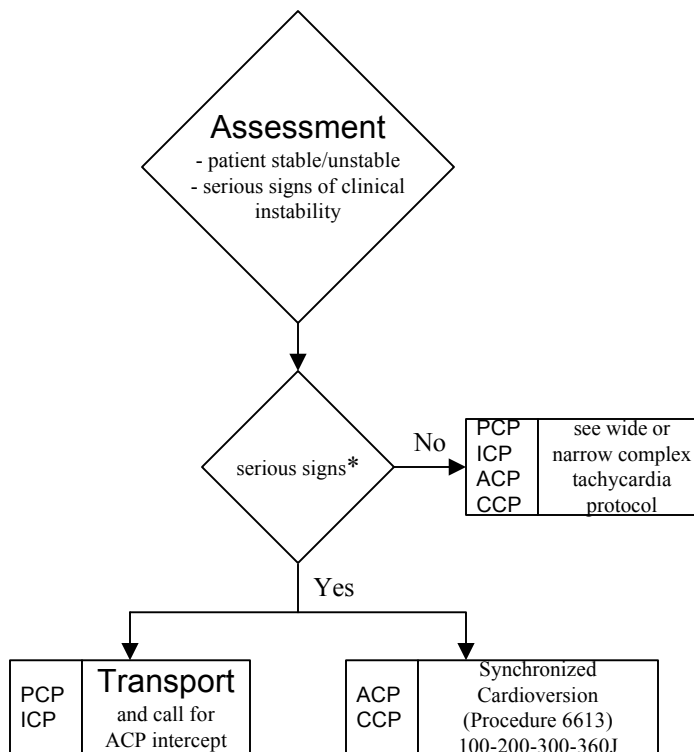 Assessment
- patient stable/unstable
- serious signs of clinical
instability
serious signs*
No
PCP
ICP
ACP
CCP
see wide or
narrow complex
tachycardia
protocol
Yes
PCP
ICP
Transport
and call for
ACP intercept
ACP
CCP
Synchronized
Cardioversion
(Procedure 6613)
100-200-300-360J